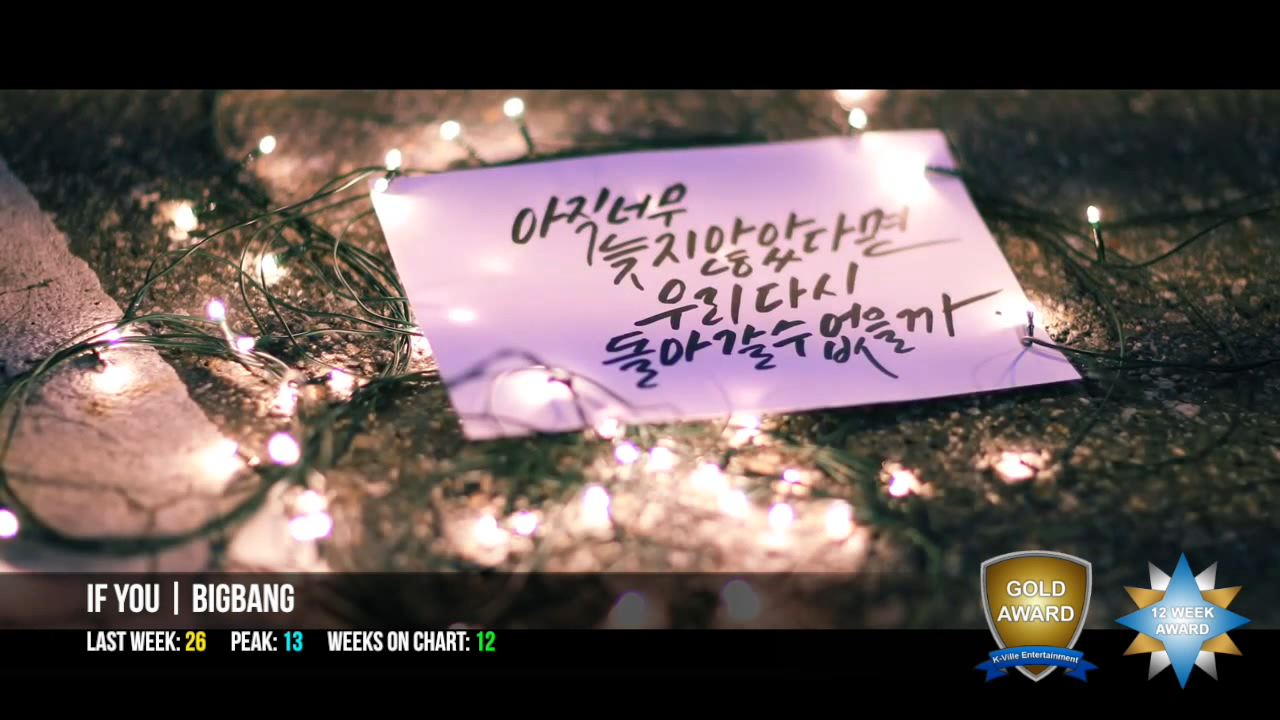 아직너무
늦지않았다면
우리다시
돌아갈수없을까
IF YOU | BIGBANG
LAST WEEK: 26 PEAK: 13 WEEKS ON CHART: 12
GOLD
AWARD
K-Ville Entertainment
12 WEEK
AWARD